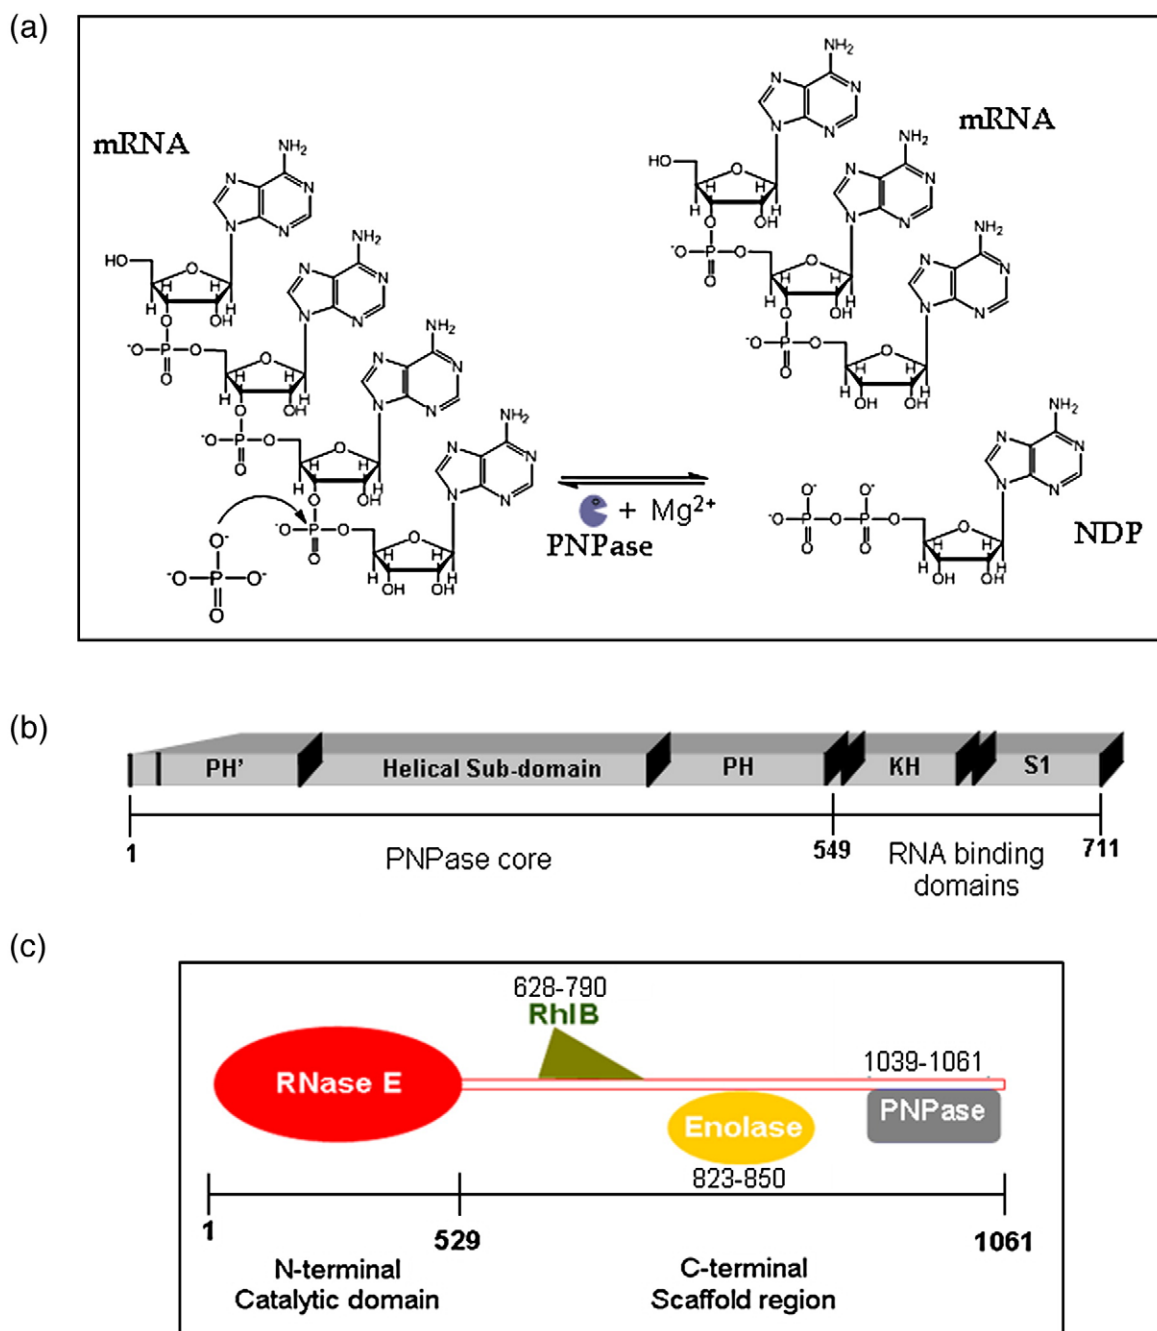 (a)
mRNA
NH₂
N
N
N
N
HO
O
H
H
H
H
OH
O
⁻O-P-O
O
NH₂
N
N
N
N
O
H
H
H
H
OH
O
⁻O-P-O
O
NH₂
N
N
N
N
O
H
H
H
H
OH
O
⁻O-P-O
O
NH₂
N
N
N
N
O
H
H
H
H
OH
OH
O⁻
⁻O-P-O⁻
O
+ Mg²⁺
PNPase
mRNA
NH₂
N
N
N
N
HO
O
H
H
H
H
OH
O
⁻O-P-O
O
NH₂
N
N
N
N
O
H
H
H
H
OH
O
⁻O-P-O
O
NH₂
N
N
N
N
O
H
H
H
H
OH
OH
NH₂
N
N
N
N
O⁻
O⁻
⁻O-P-O-P-O
O
O
O
H
H
H
H
OH
OH
NDP
(b)
PH'
Helical Sub-domain
PH
KH
S1
1
549
711
PNPase core
RNA binding
domains
(c)
628-790
RhlB
RNase E
1039-1061
PNPase
Enolase
823-850
1
529
1061
N-terminal
Catalytic domain
C-terminal
Scaffold region